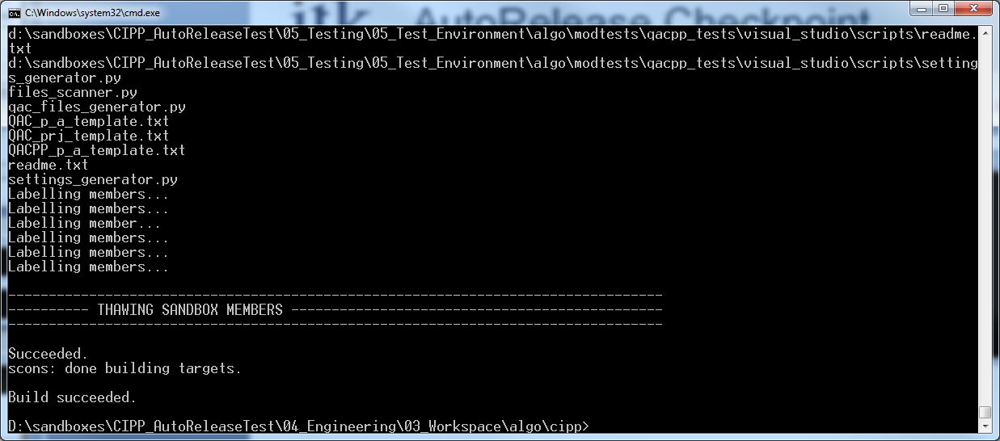 C:\Windows\system32\cmd.exe
itk AutoRelease Checkpoint
d:\sandboxes\CIPP_AutoReleaseTest\05_Testing\05_Test_Environment\algo\modtests\qacpp_tests\visual_studio\scripts\readme.
txt
d:\sandboxes\CIPP_AutoReleaseTest\05_Testing\05_Test_Environment\algo\modtests\qacpp_tests\visual_studio\scripts\setting
s_generator.py
files_scanner.py
qac_files_generator.py
QAC_p_a_template.txt
QAC_prj_template.txt
QACPP_p_a_template.txt
readme.txt
settings_generator.py
Labelling members...
Labelling members...
Labelling member...
Labelling members...
Labelling members...
Labelling members...
---------------------------------------------------------------------------------
---------- THAWING SANDBOX MEMBERS ----------------------------------------------
---------------------------------------------------------------------------------
Succeeded.
scons: done building targets.
Build succeeded.
D:\sandboxes\CIPP_AutoReleaseTest\04_Engineering\03_Workspace\algo\cipp>